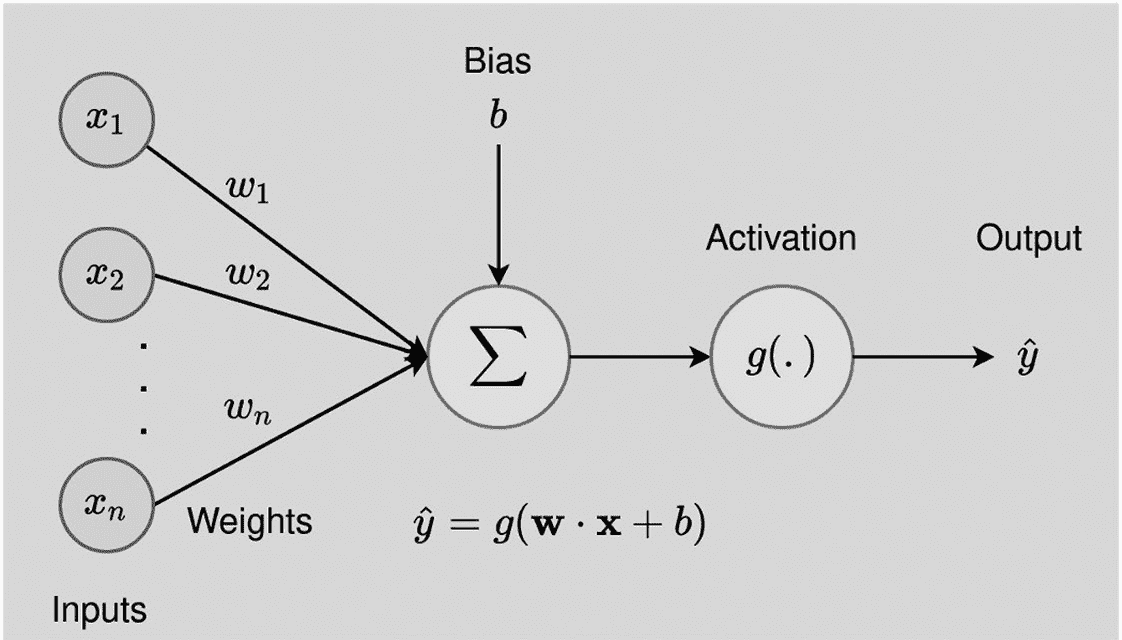 Bias
b
x₁
w₁
Activation
Output
x₂
w₂
∑
g(.)
ŷ
wₙ
xₙ
Weights
ŷ = g(𝐰 · 𝐱 + b)
Inputs